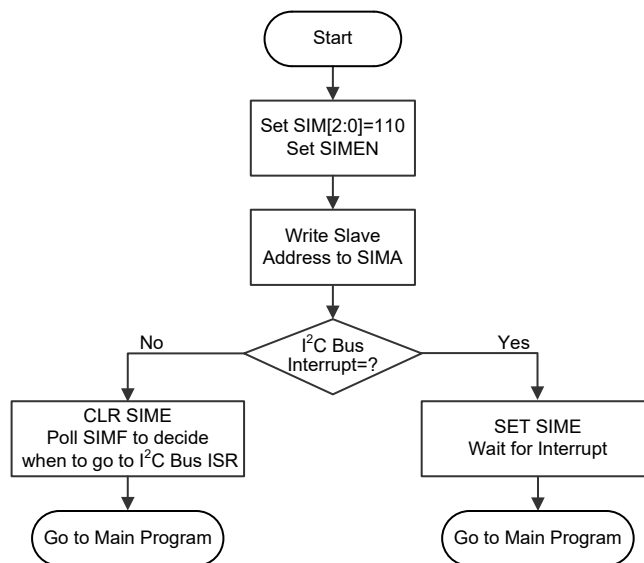 Start
Set SIM[2:0]=110
Set SIMEN
Write Slave
Address to SIMA
I²C Bus
Interrupt=?
No
Yes
CLR SIME
Poll SIMF to decide
when to go to I²C Bus ISR
SET SIME
Wait for Interrupt
Go to Main Program
Go to Main Program